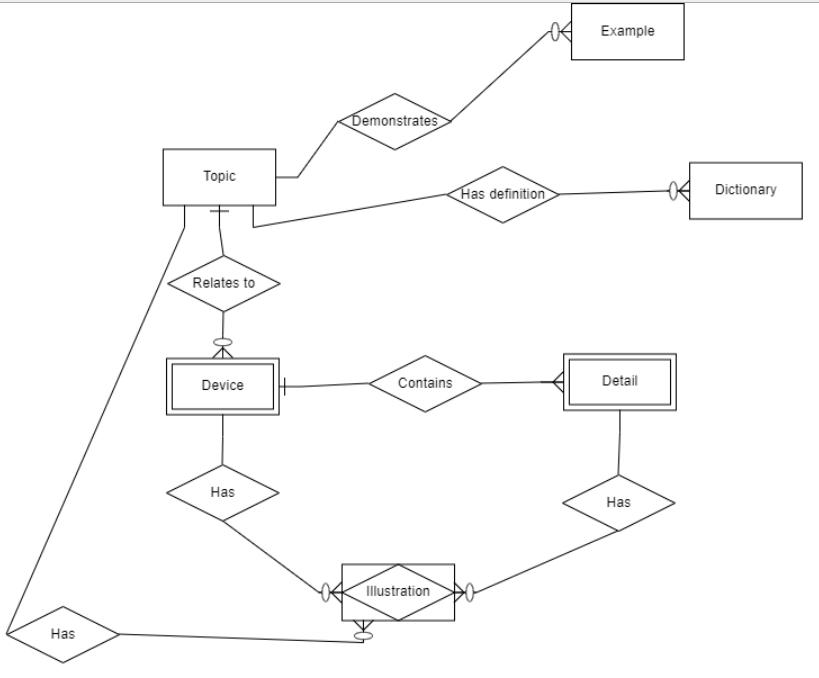 Example
Demonstrates
Topic
Has definition
Dictionary
Relates to
Device
Contains
Detail
Has
Has
Illustration
Has